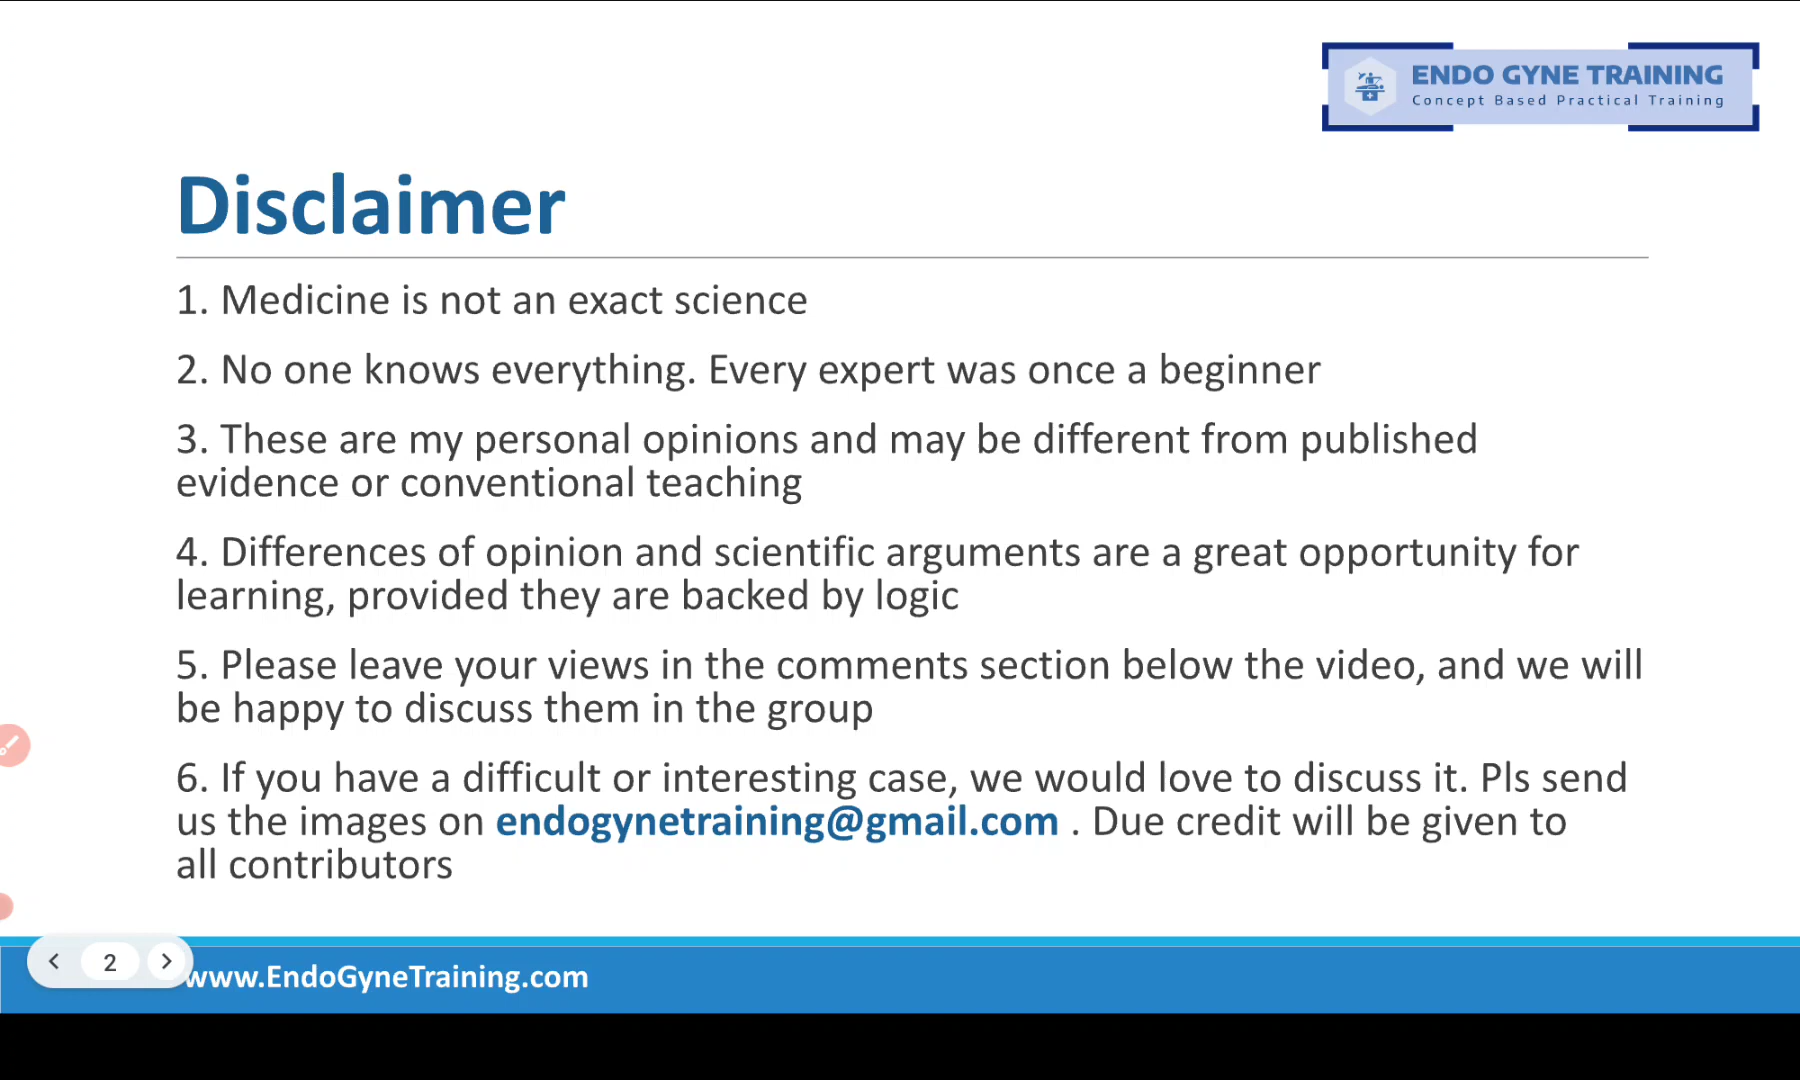 ENDO GYNE TRAINING
Concept Based Practical Training
Disclaimer
1. Medicine is not an exact science
2. No one knows everything. Every expert was once a beginner
3. These are my personal opinions and may be different from published
evidence or conventional teaching
4. Differences of opinion and scientific arguments are a great opportunity for
learning, provided they are backed by logic
5. Please leave your views in the comments section below the video, and we will
be happy to discuss them in the group
6. If you have a difficult or interesting case, we would love to discuss it. Pls send
us the images on endogynetraining@gmail.com . Due credit will be given to
all contributors
2
www.EndoGyneTraining.com